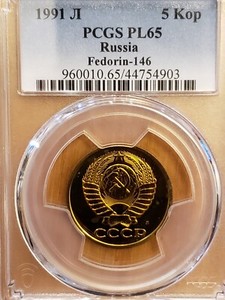 1991 Л 5 Kop
PCGS PL65
Russia
Fedorin-146
960010.65/44754903
СССР